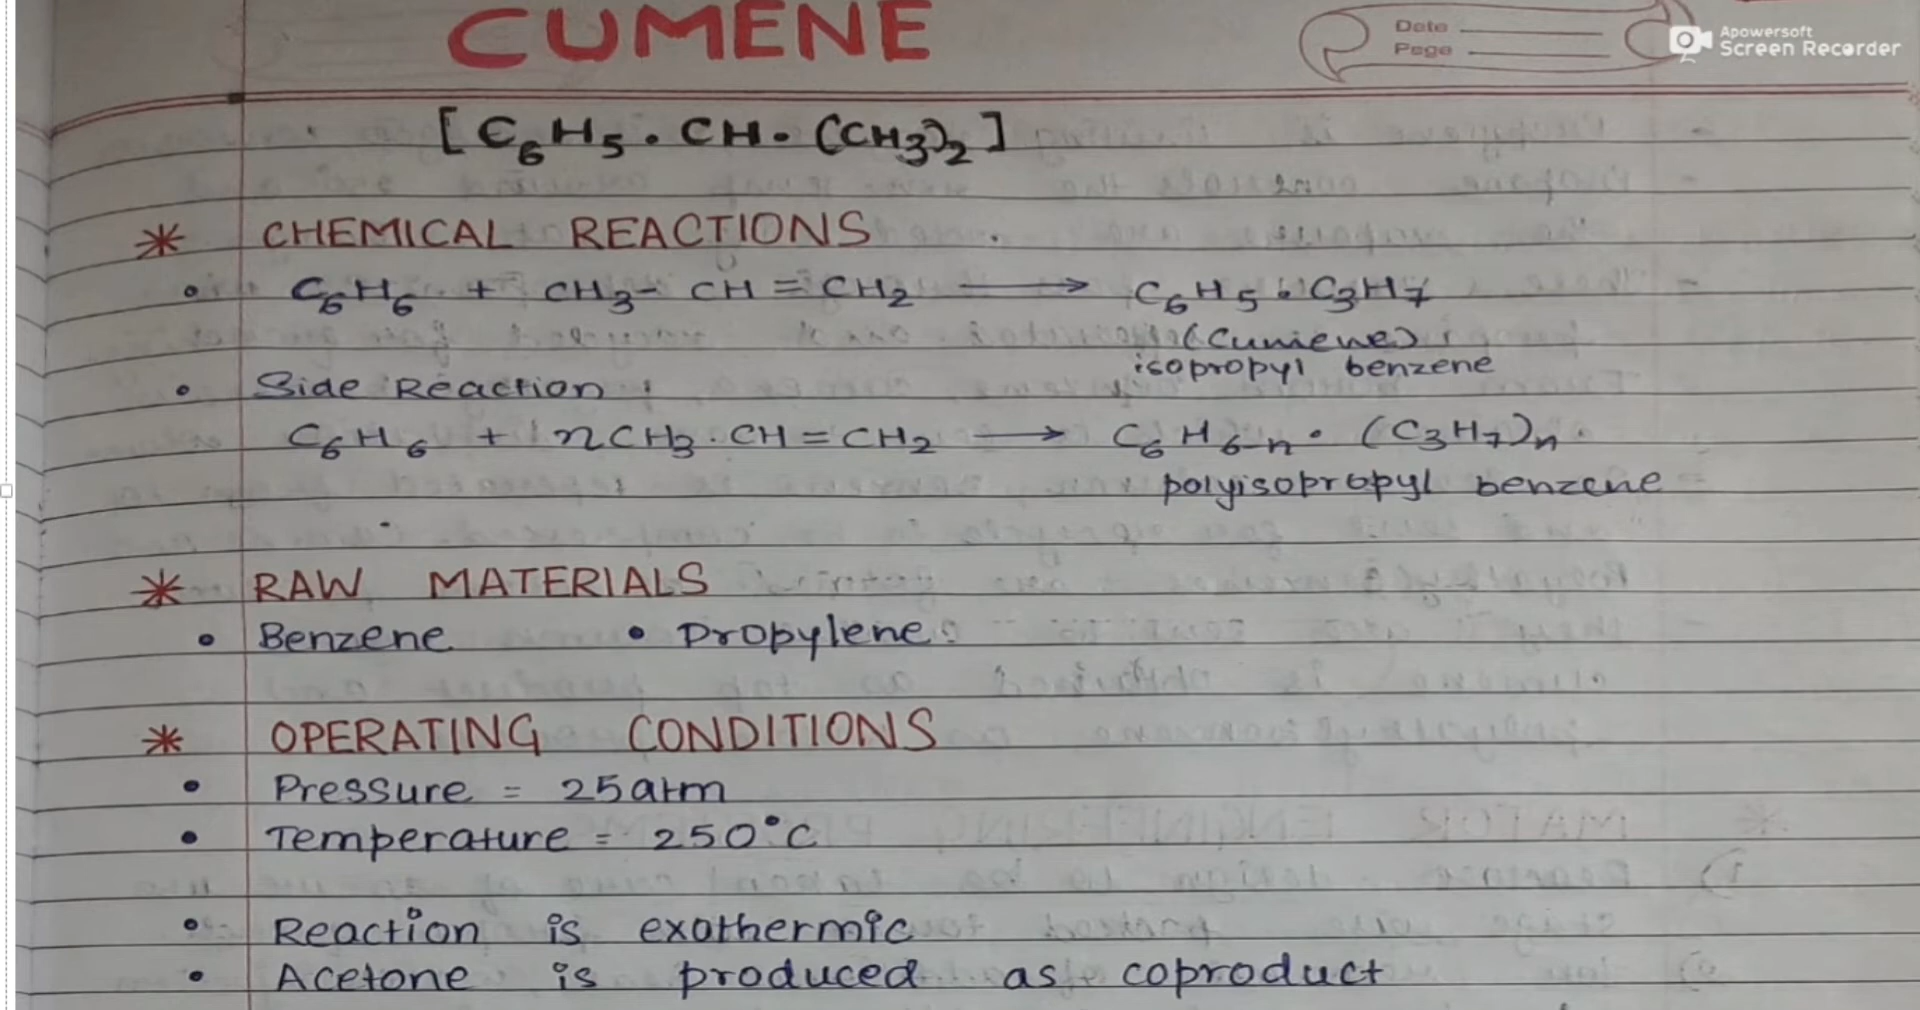 CUMENE
Date
Page
Apowersoft
Screen Recorder
[C₆H₅ . CH . (CH₃)₂]
* CHEMICAL REACTIONS
• C₆H₆ + CH₃- CH = CH₂ → C₆H₅ . C₃H₇
(Cumene)
isopropyl benzene
• Side Reaction :
C₆H₆ + nCH₃ . CH = CH₂ → C₆H₆₋ₙ . (C₃H₇)ₙ .
polyisopropyl benzene
* RAW MATERIALS
• Benzene • Propylene
* OPERATING CONDITIONS
• Pressure = 25atm
• Temperature = 250°C
• Reaction is exothermic
• Acetone is produced as coproduct